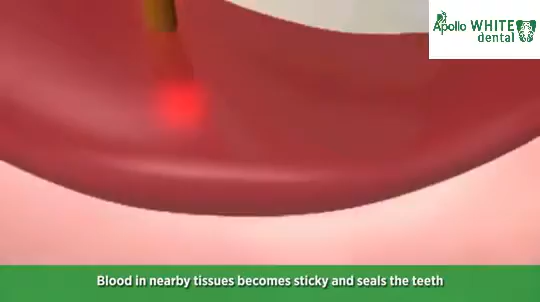 Apollo WHITE
dental
Blood in nearby tissues becomes sticky and seals the teeth